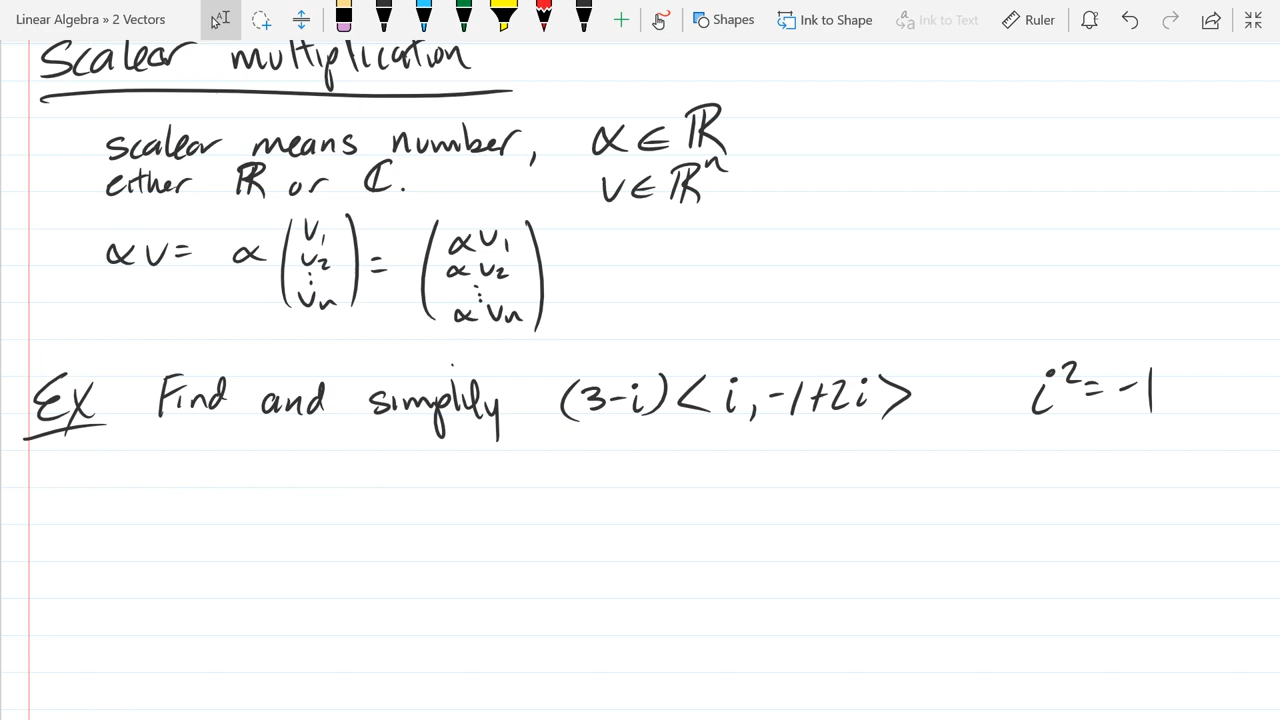 Linear Algebra » 2 Vectors
Shapes Ink to Shape Ink to Text Ruler
Scalear multiplication
scalear means number, α ∈ ℝ
either ℝ or ℂ. v ∈ ℝⁿ
αv = α (v₁ v₂ ⋮ vₙ) = (αv₁ αv₂ ⋮ αvₙ)
Ex Find and simplify (3-i)<i, -1+2i> i² = -1